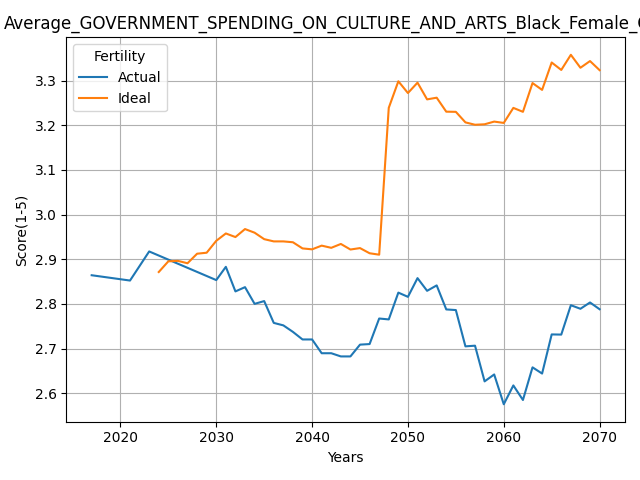 Average_GOVERNMENT_SPENDING_ON_CULTURE_AND_ARTS_Black_Female_
Fertility
Actual
Ideal
Score(1-5)
3.3
3.2
3.1
3.0
2.9
2.8
2.7
2.6
2020
2030
2040
2050
2060
2070
Years